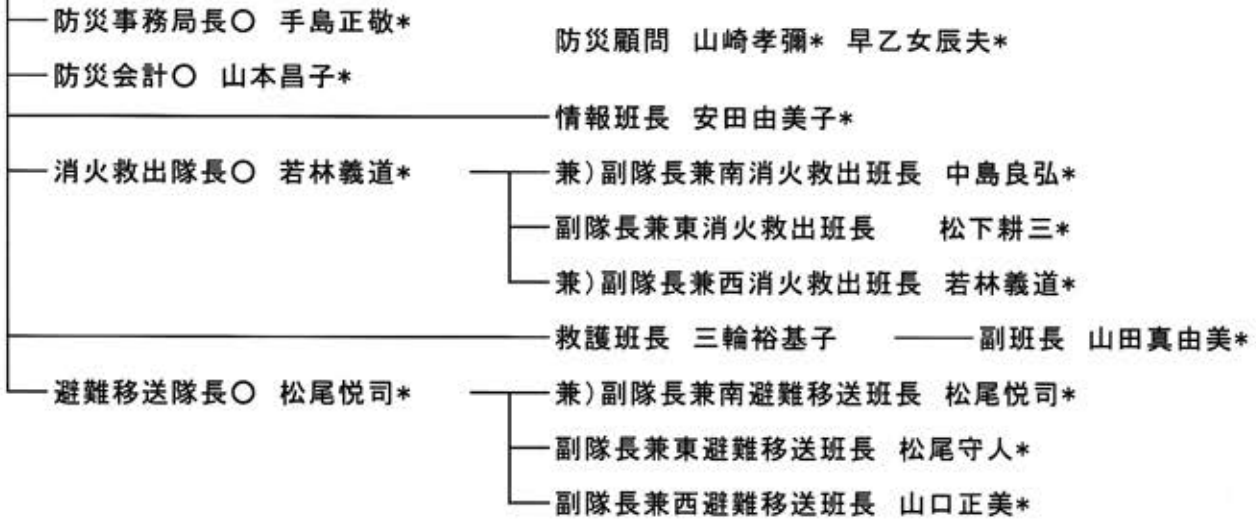 防災事務局長〇 手島正敬*
防災顧問 山崎孝彌* 早乙女辰夫*
防災会計〇 山本昌子*
情報班長 安田由美子*
消火救出隊長〇 若林義道*
兼)副隊長兼南消火救出班長 中島良弘*
副隊長兼東消火救出班長 松下耕三*
兼)副隊長兼西消火救出班長 若林義道*
救護班長 三輪裕基子 副班長 山田真由美*
避難移送隊長〇 松尾悦司*
兼)副隊長兼南避難移送班長 松尾悦司*
副隊長兼東避難移送班長 松尾守人*
副隊長兼西避難移送班長 山口正美*